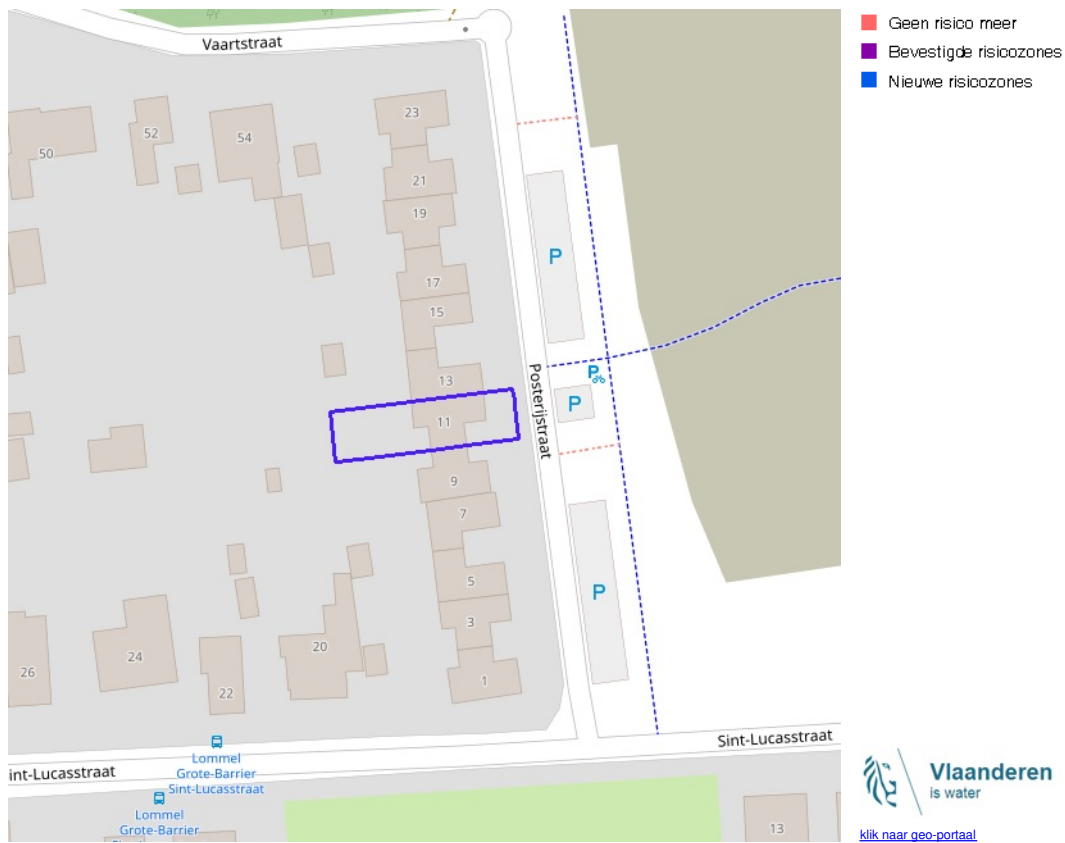 Vaartstraat
50
52
54
23
21
19
17
15
13
11
9
7
5
3
1
P
P
P
P
Posterijstraat
26
24
22
20
Sint-Lucasstraat
int-Lucasstraat
Lommel
Grote-Barrier
Sint-Lucasstraat
Lommel
Grote-Barrier
13
Geen risico meer
Bevestigde risicozones
Nieuwe risicozones
Vlaanderen
is water
klik naar geo-portaal